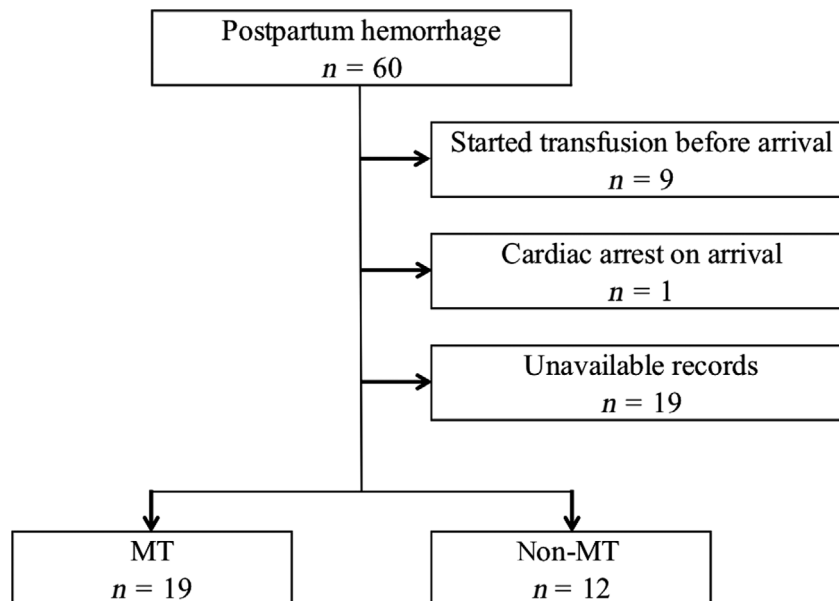 Postpartum hemorrhage
n = 60
Started transfusion before arrival
n = 9
Cardiac arrest on arrival
n = 1
Unavailable records
n = 19
MT
n = 19
Non-MT
n = 12